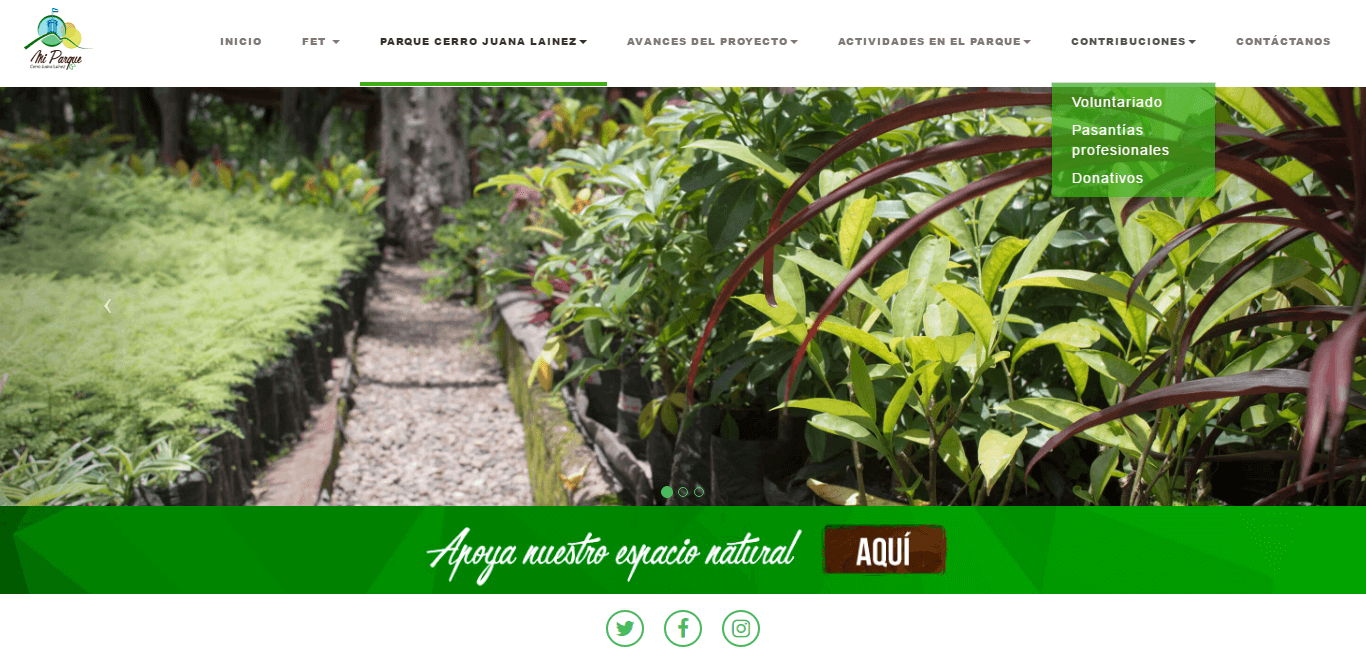 Mi Parque
Cerro Juana Lainez
INICIO
FET
PARQUE CERRO JUANA LAINEZ
AVANCES DEL PROYECTO
ACTIVIDADES EN EL PARQUE
CONTRIBUCIONES
CONTÁCTANOS
Voluntariado
Pasantías
profesionales
Donativos
Apoya nuestro espacio natural
AQUÍ